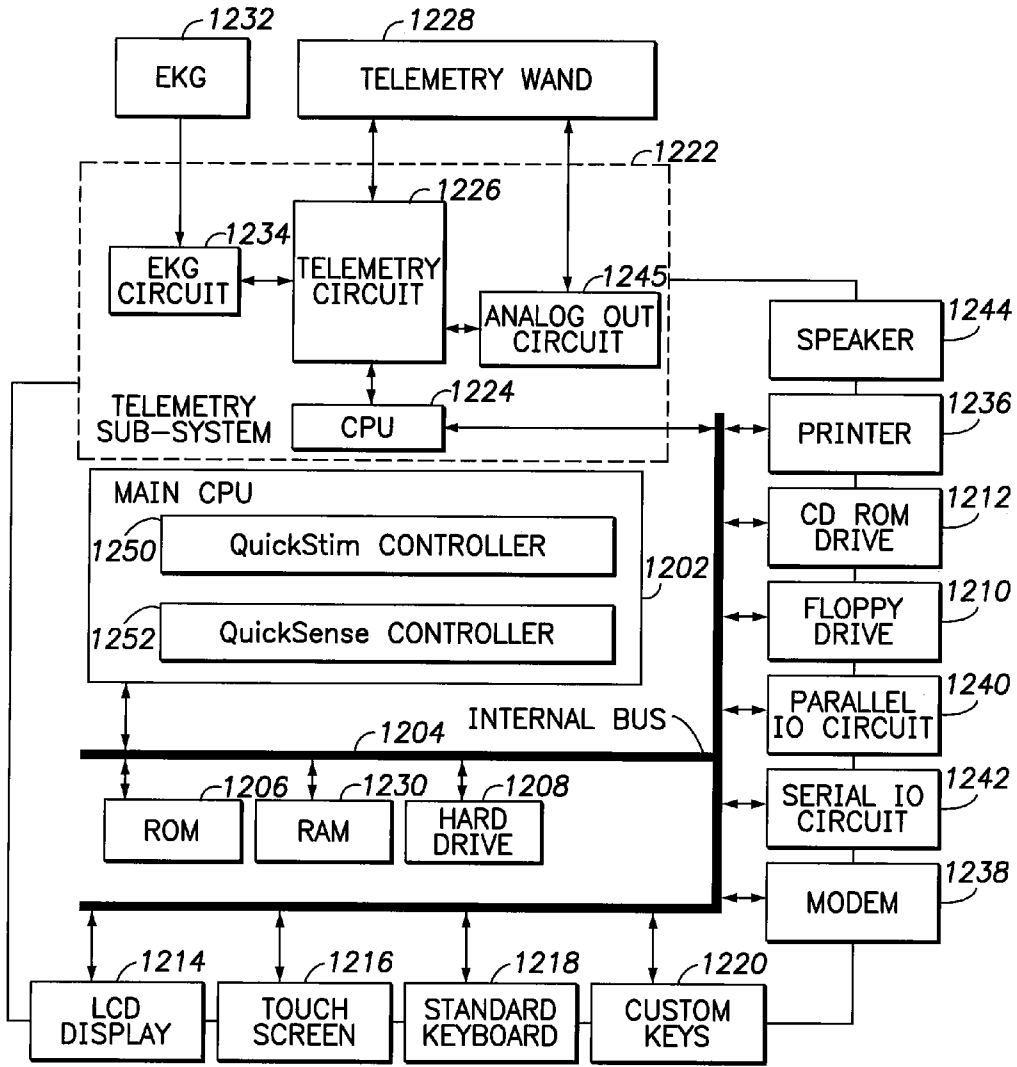 1232
EKG
1228
TELEMETRY WAND
1222
1226
TELEMETRY
CIRCUIT
1234
EKG
CIRCUIT
1245
ANALOG OUT
CIRCUIT
1224
CPU
TELEMETRY
SUB-SYSTEM
1244
SPEAKER
1236
PRINTER
1212
CD ROM
DRIVE
1210
FLOPPY
DRIVE
1240
PARALLEL
IO CIRCUIT
1242
SERIAL IO
CIRCUIT
1238
MODEM
MAIN CPU
1250
QuickStim CONTROLLER
1202
1252
QuickSense CONTROLLER
1204
INTERNAL BUS
1206
ROM
1230
RAM
1208
HARD
DRIVE
1214
LCD
DISPLAY
1216
TOUCH
SCREEN
1218
STANDARD
KEYBOARD
1220
CUSTOM
KEYS